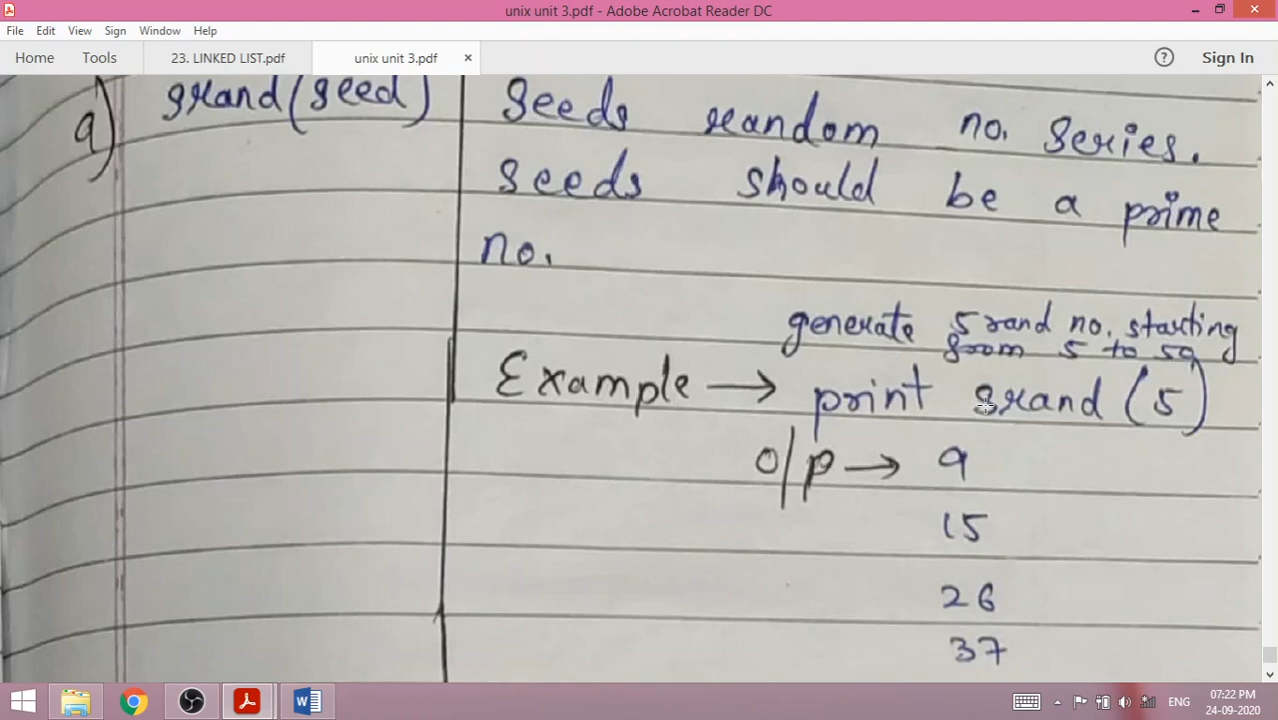 unix unit 3.pdf - Adobe Acrobat Reader DC
File Edit View Sign Window Help
Home Tools 23. LINKED LIST.pdf unix unit 3.pdf × Sign In
9) srand(seed) Seeds random no. series.
seeds should be a prime
no.
generate 5 rand no. starting
from 5 to 59
Example → print srand (5)
o/p → 9
15
26
37
ENG 07:22 PM
24-09-2020